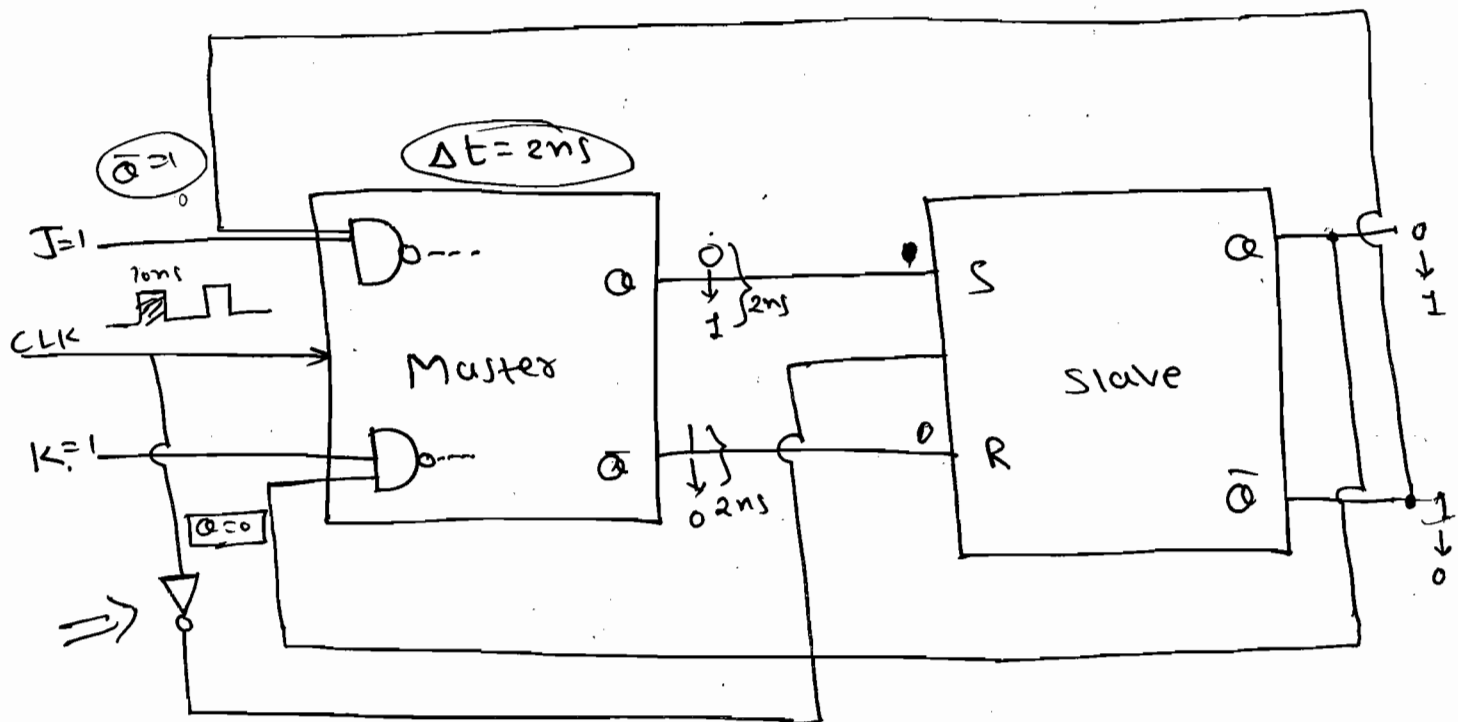 Δt = 2ns
Q̄ = 1
0
J=1
10ns
CLK
K=1
Q=0
Master
Q
Q̄
0
↓
1
2ns
1
↓
0
2ns
S
0
R
Slave
Q
Q̄
0
↓
1
1
↓
0